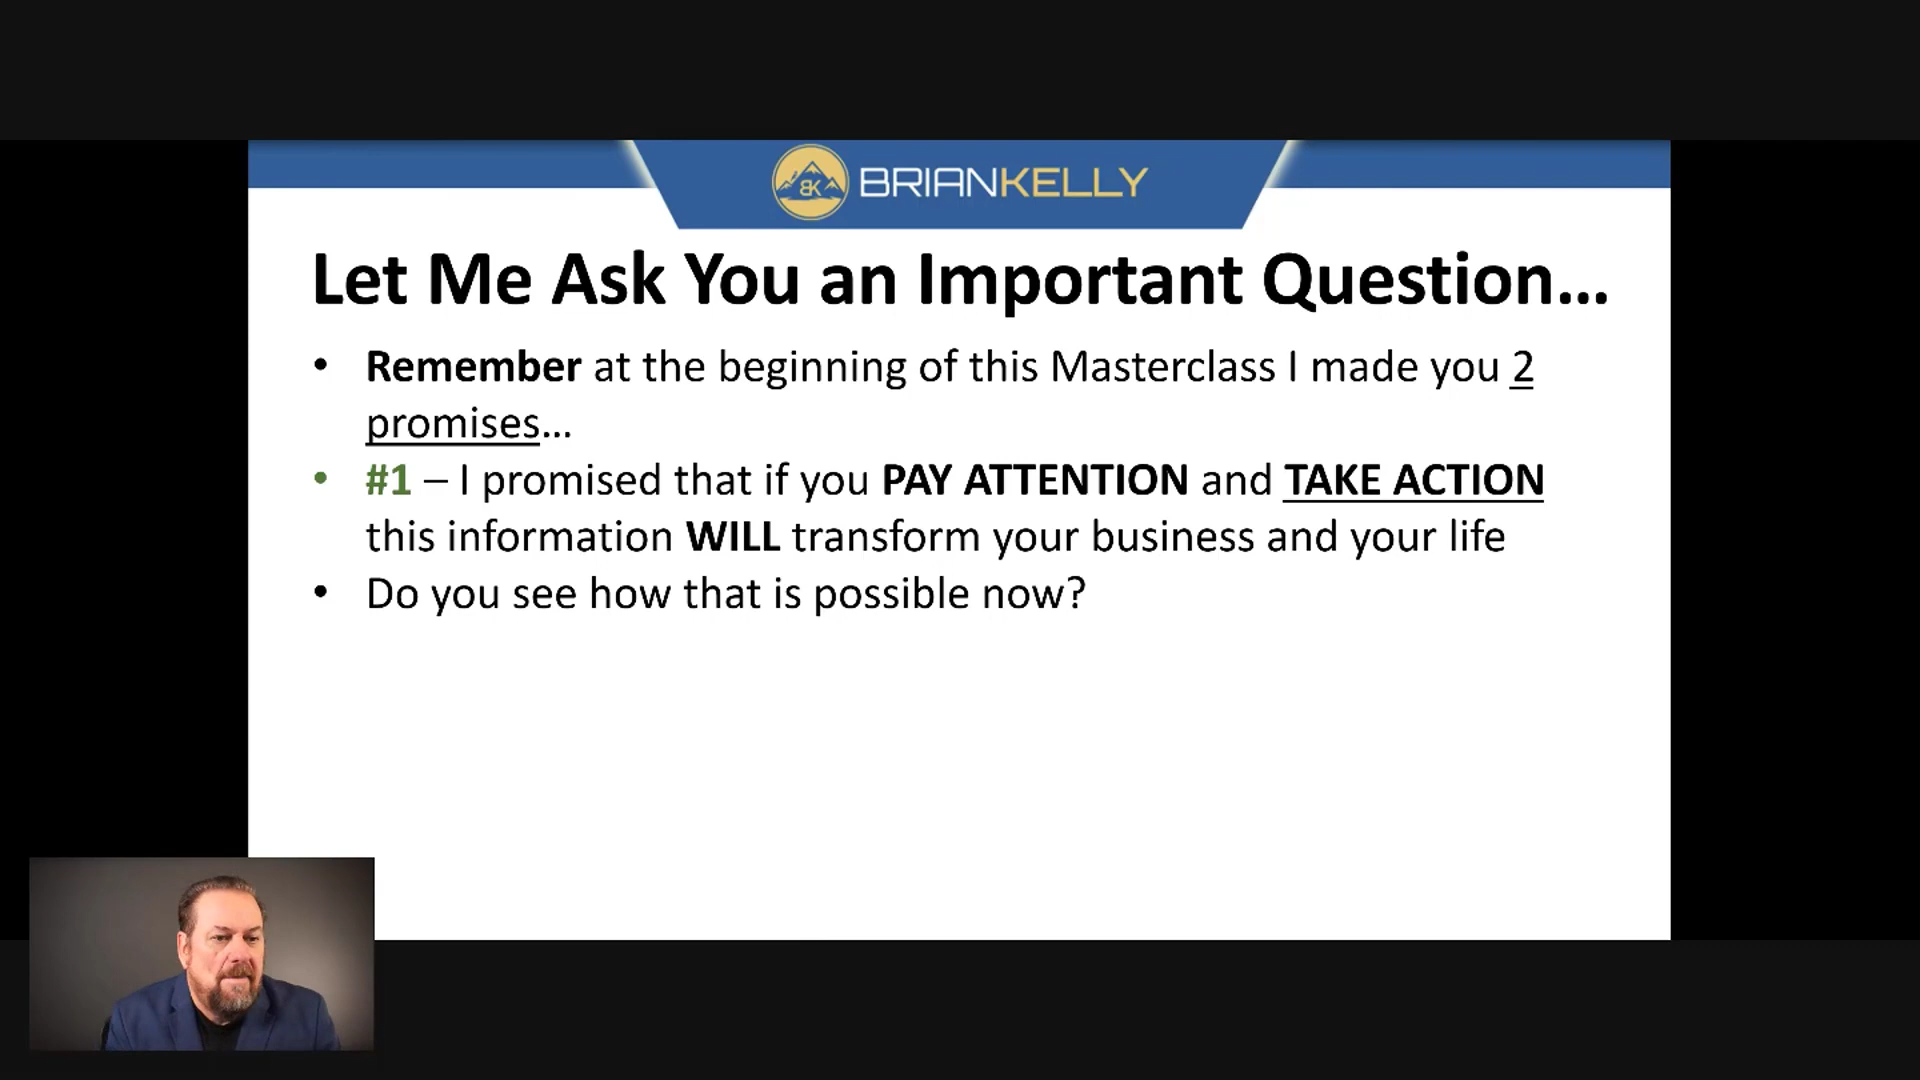 BK BRIANKELLY
Let Me Ask You an Important Question...
• Remember at the beginning of this Masterclass I made you 2
promises...
• #1 – I promised that if you PAY ATTENTION and TAKE ACTION
this information WILL transform your business and your life
• Do you see how that is possible now?